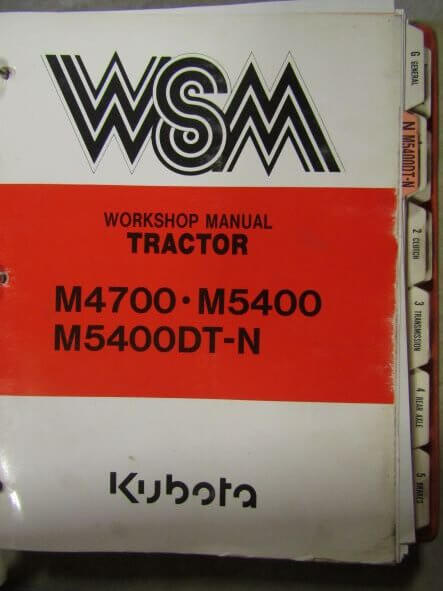 WSM
WORKSHOP MANUAL
TRACTOR
M4700・M5400
M5400DT-N
Kubota
G GENERAL
N M5400DT-N
2 CLUTCH
3 TRANSMISSION
4 REAR AXLE
5 BRAKES